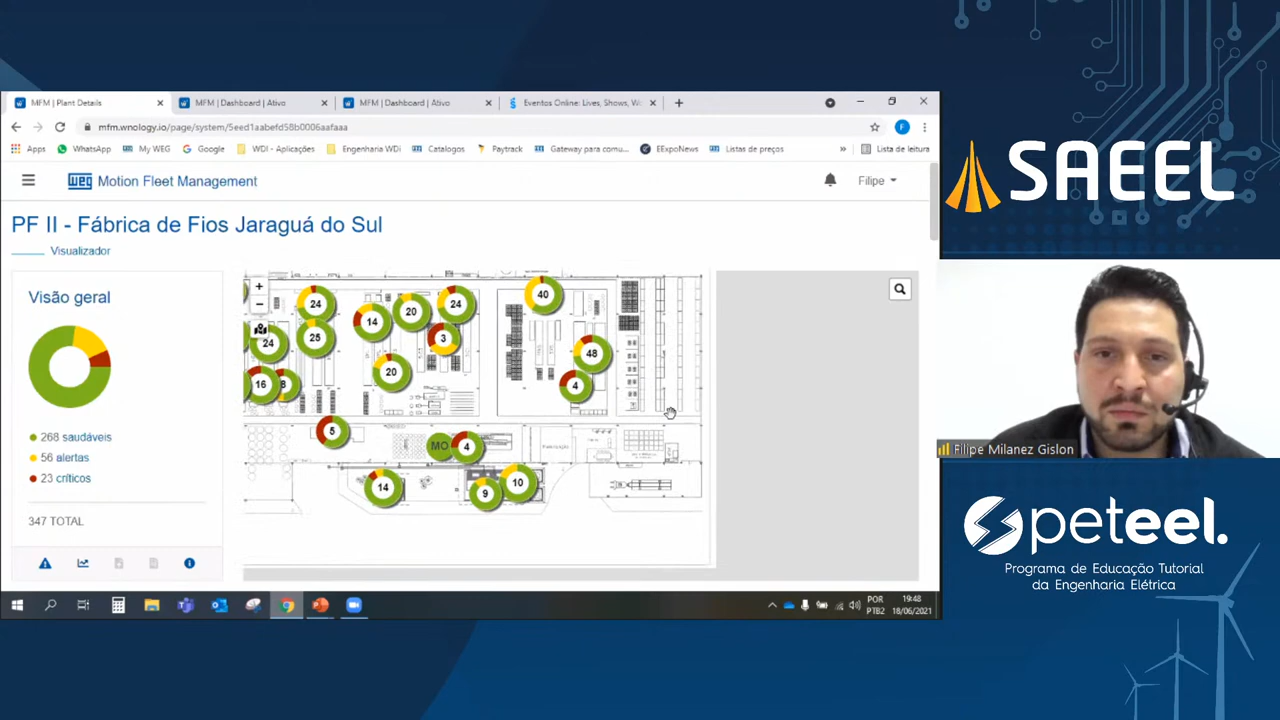 MFM | Plant Details
MFM | Dashboard | Ativo
MFM | Dashboard | Ativo
Eventos Online: Lives, Shows, W
mfm.wnology.io/page/system/5eed1aabefd58b0006aafaaa
Apps
WhatsApp
My WEG
Google
WDI - Aplicações
Engenharia WDi
Catalogos
Paytrack
Gateway para comu...
EExpoNews
Listas de preços
Lista de leitura
WEG Motion Fleet Management
Filipe
PF II - Fábrica de Fios Jaraguá do Sul
Visualizador
Visão geral
268 saudáveis
56 alertas
23 críticos
347 TOTAL
24
14
20
24
40
24
25
3
48
16
8
20
4
5
MO
4
14
9
10
POR
PTB2
19:48
18/06/2021
SAEEL
Filipe Milanez Gislon
peteel.
Programa de Educação Tutorial
da Engenharia Elétrica